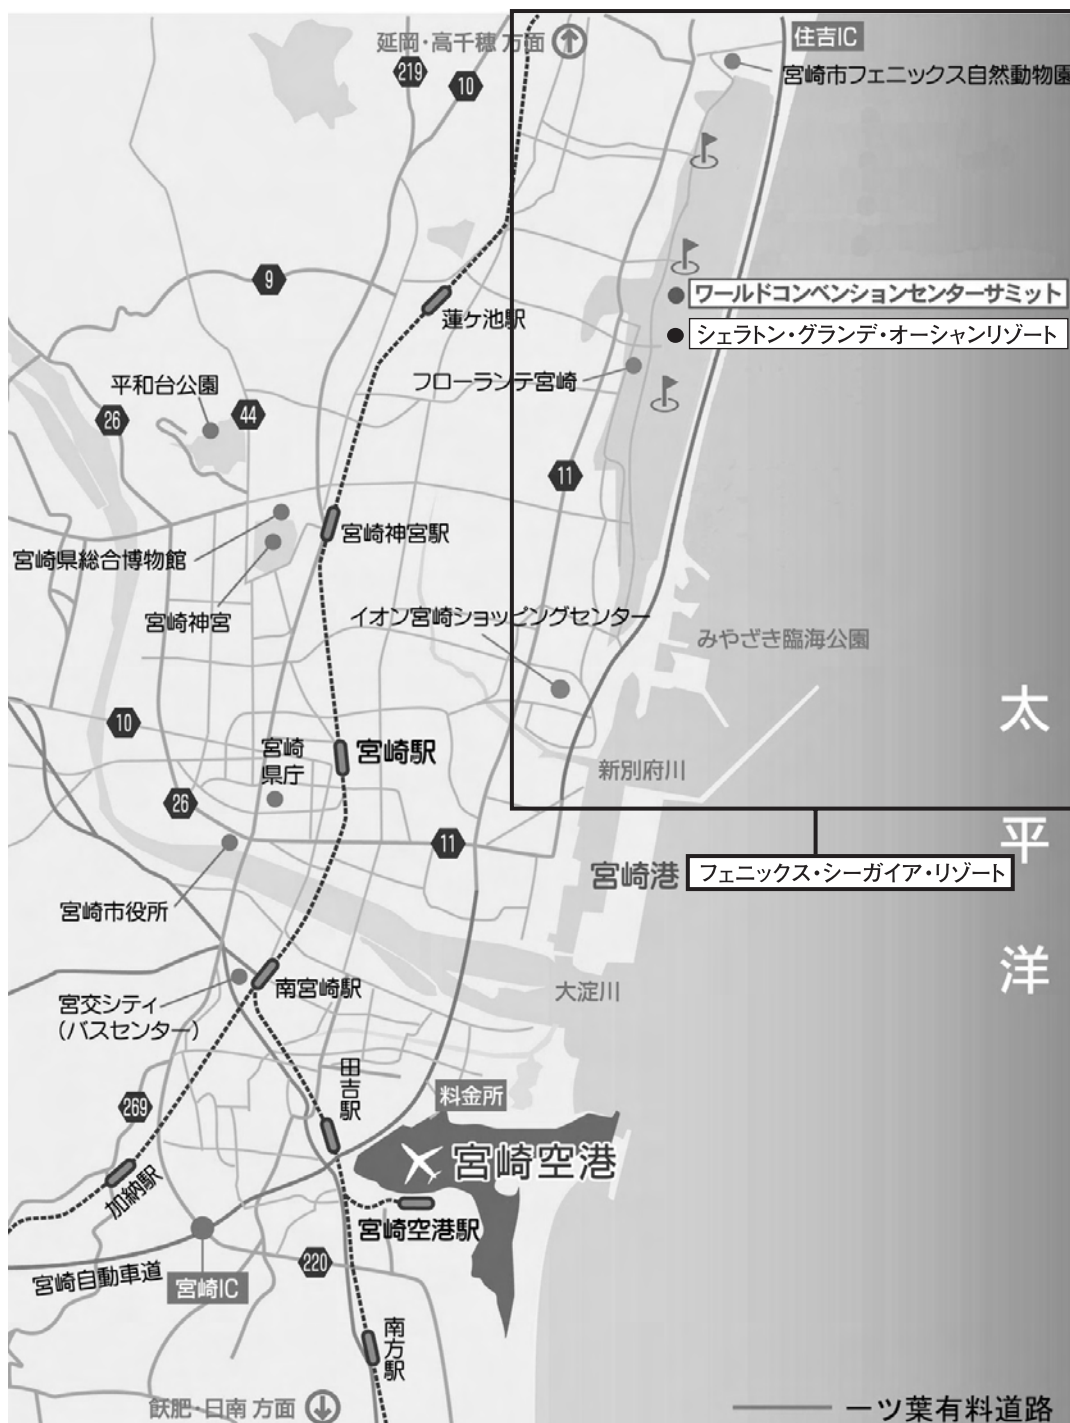 延岡・高千穂 方面
住吉IC
宮崎市フェニックス自然動物園
219
10
9
ワールドコンベンションセンターサミット
蓮ケ池駅
シェラトン・グランデ・オーシャンリゾート
平和台公園
フローランテ宮崎
26
44
11
宮崎神宮駅
宮崎県総合博物館
宮崎神宮
イオン宮崎ショッピングセンター
みやざき臨海公園
太
平
洋
10
宮崎
県庁
宮崎駅
新別府川
26
11
宮崎港
フェニックス・シーガイア・リゾート
宮崎市役所
南宮崎駅
大淀川
宮交シティ
(バスセンター)
田吉駅
料金所
269
宮崎空港
加納駅
宮崎空港駅
宮崎自動車道
宮崎IC
220
南方駅
飫肥・日南 方面
一ツ葉有料道路